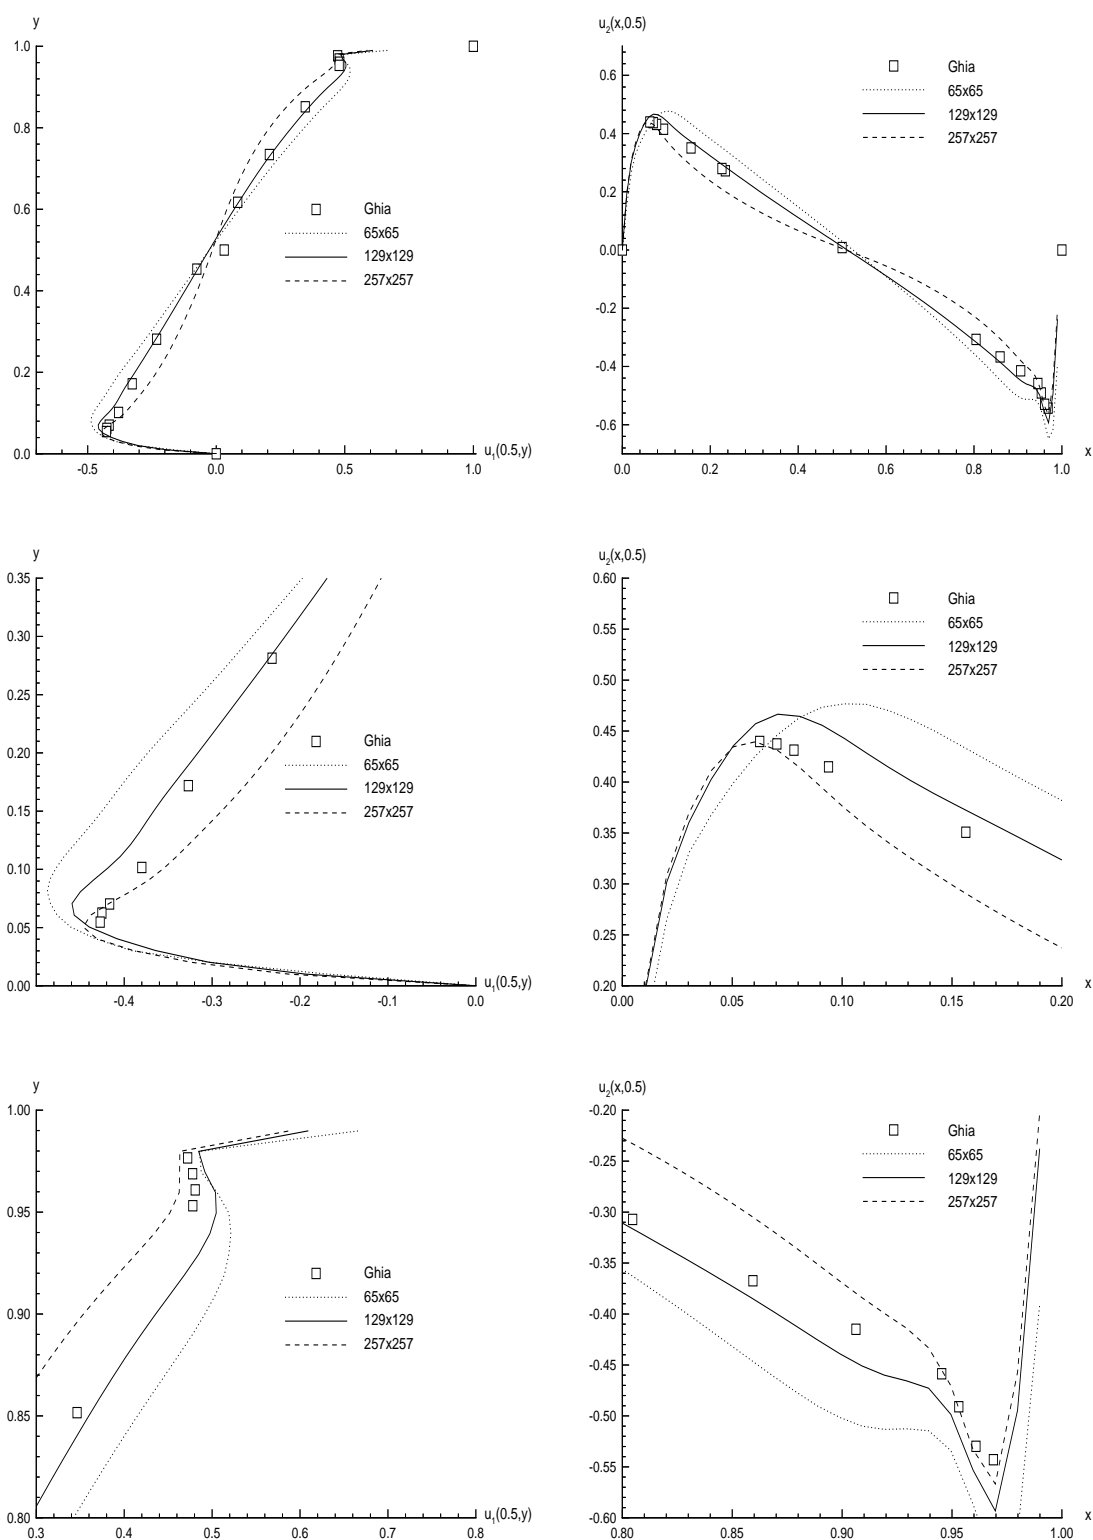 y
1.0
0.8
0.6
0.4
0.2
0.0
-0.5
0.0
0.5
1.0
u1(0.5,y)
Ghia
65x65
129x129
257x257
u2(x,0.5)
0.6
0.4
0.2
0.0
-0.2
-0.4
-0.6
0.0
0.2
0.4
0.6
0.8
1.0
x
Ghia
65x65
129x129
257x257
y
0.35
0.30
0.25
0.20
0.15
0.10
0.05
0.00
-0.4
-0.3
-0.2
-0.1
0.0
u1(0.5,y)
Ghia
65x65
129x129
257x257
u2(x,0.5)
0.60
0.55
0.50
0.45
0.40
0.35
0.30
0.25
0.20
0.00
0.05
0.10
0.15
0.20
x
Ghia
65x65
129x129
257x257
y
1.00
0.95
0.90
0.85
0.80
0.3
0.4
0.5
0.6
0.7
0.8
u1(0.5,y)
Ghia
65x65
129x129
257x257
u2(x,0.5)
-0.20
-0.25
-0.30
-0.35
-0.40
-0.45
-0.50
-0.55
-0.60
0.80
0.85
0.90
0.95
1.00
x
Ghia
65x65
129x129
257x257